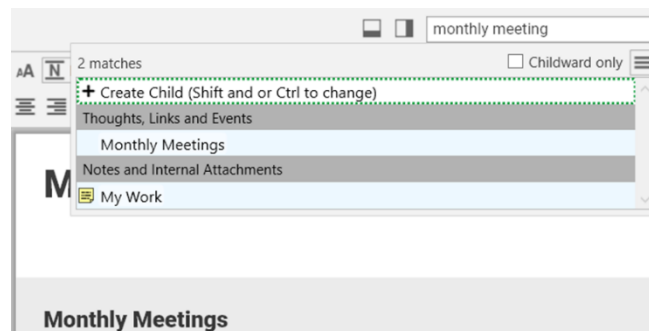 monthly meeting
2 matches
Childward only
AA N
+ Create Child (Shift and or Ctrl to change)
Thoughts, Links and Events
Monthly Meetings
Notes and Internal Attachments
My Work
M
Monthly Meetings